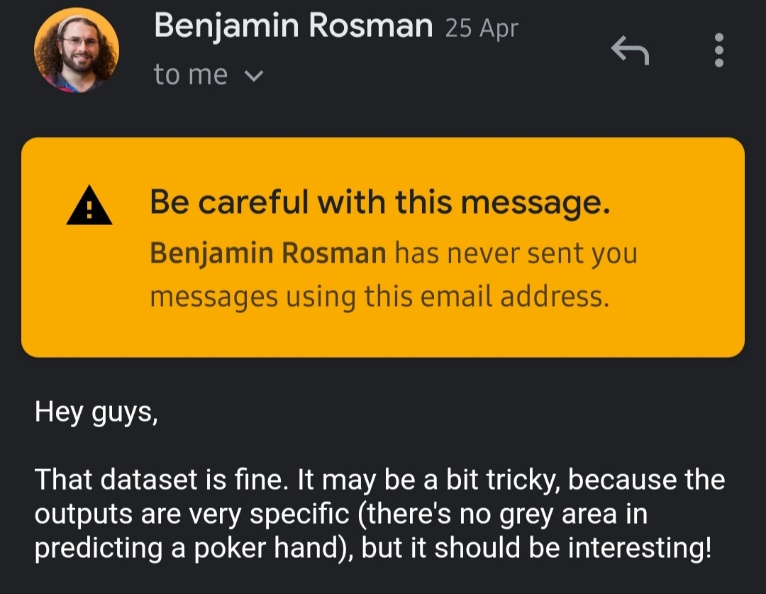 Benjamin Rosman 25 Apr
to me
Be careful with this message.
Benjamin Rosman has never sent you
messages using this email address.
Hey guys,
That dataset is fine. It may be a bit tricky, because the
outputs are very specific (there's no grey area in
predicting a poker hand), but it should be interesting!